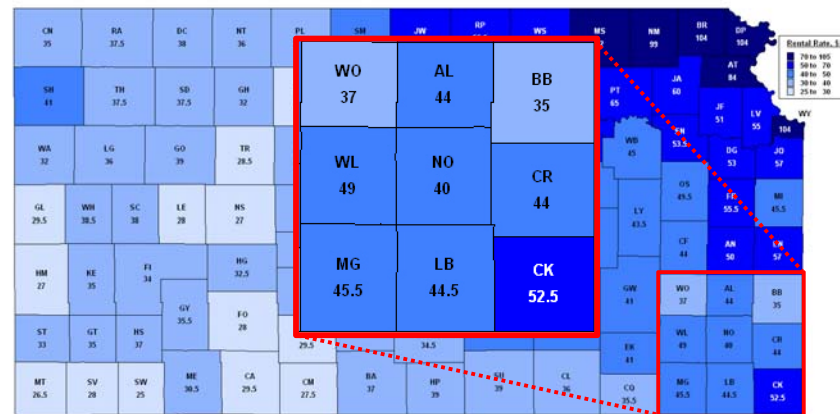 CN RA DC NT PL SM JW RP WS MS NM BR DP
35 37.5 38 36 99 104 104
SH TH SD GH PT JA AT
41 37.5 37.5 32 65 60 84
WA LG GO TR WB JF LV WY
32 36 39 28.5 45 51 55 104
DG JO
53.5 53 57
GL WH SC LE NS LY OS FR MI
29.5 30.5 38 28 27 43.5 49.5 55.5 45.5
CF AN
44 50 57
HM KE FI HG
27 35 34 32.5
GY FO GW
35.5 28 41
ST GT HS EK
33 35 37 29.5 34.5 41
MT SV SW ME CA CM BA HP SU CL CQ
26.5 28 25 30.5 29.5 27.5 37 39 39 36 35.5
Rental Rate, $
70 to 105
50 to 70
40 to 50
30 to 40
25 to 30
WO AL BB
37 44 35
WL NO CR
49 40 44
MG LB CK
45.5 44.5 52.5
WO AL BB
37 44 35
WL NO CR
49 40 44
MG LB CK
45.5 44.5 52.5